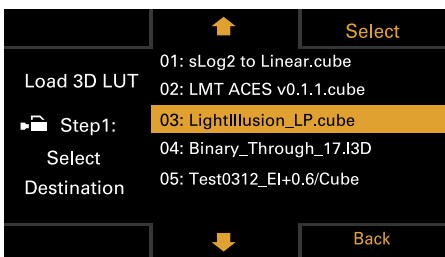 Select
Load 3D LUT
Step1:
Select
Destination
01: sLog2 to Linear.cube
02: LMT ACES v0.1.1.cube
03: LightIllusion_LP.cube
04: Binary_Through_17.l3D
05: Test0312_EI+0.6/Cube
Back